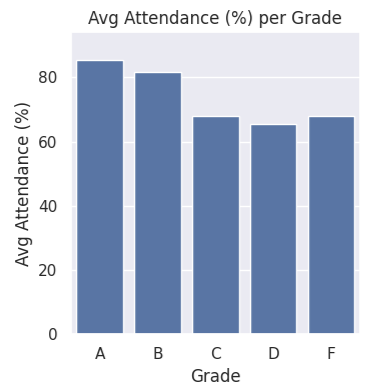 Avg Attendance (%) per Grade
Avg Attendance (%)
80
60
40
20
0
A B C D F
Grade